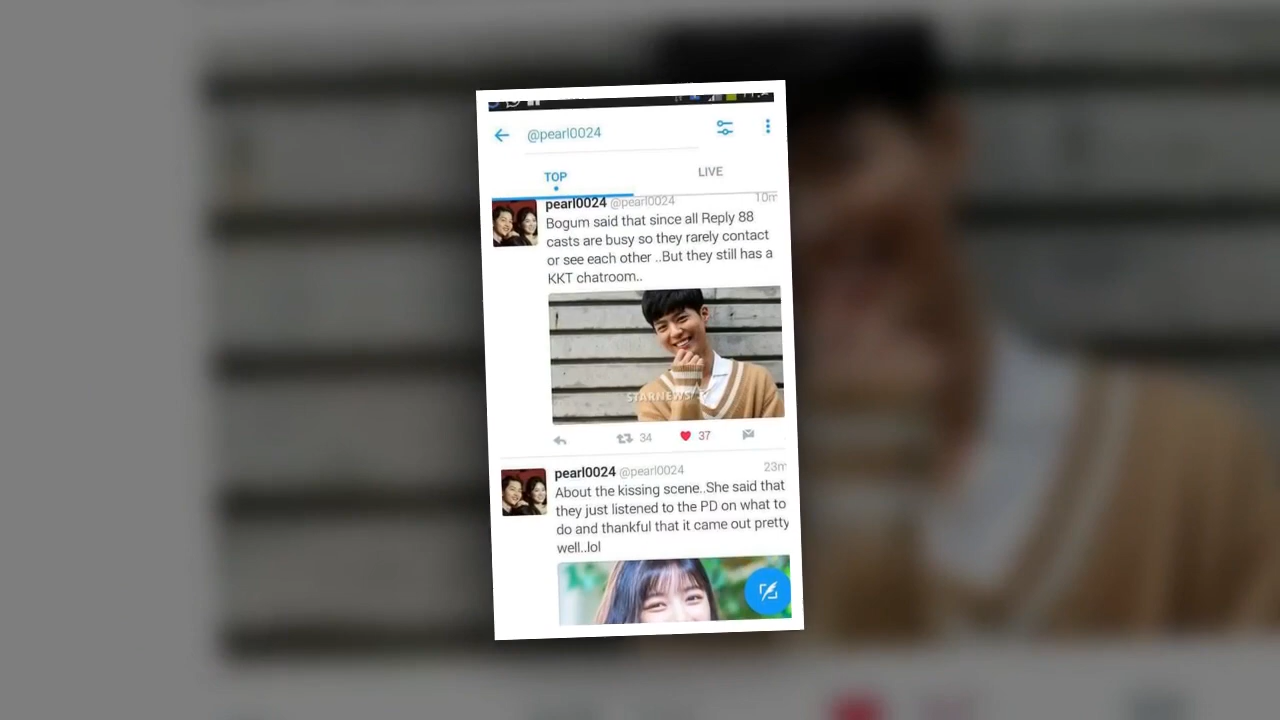 @pearl0024
TOP
LIVE
pearl0024 @pearl0024
10m
Bogum said that since all Reply 88
casts are busy so they rarely contact
or see each other ..But they still has a
KKT chatroom..
STARNEWS
34
37
pearl0024 @pearl0024
23m
About the kissing scene..She said that
they just listened to the PD on what to
do and thankful that it came out pretty
well..lol